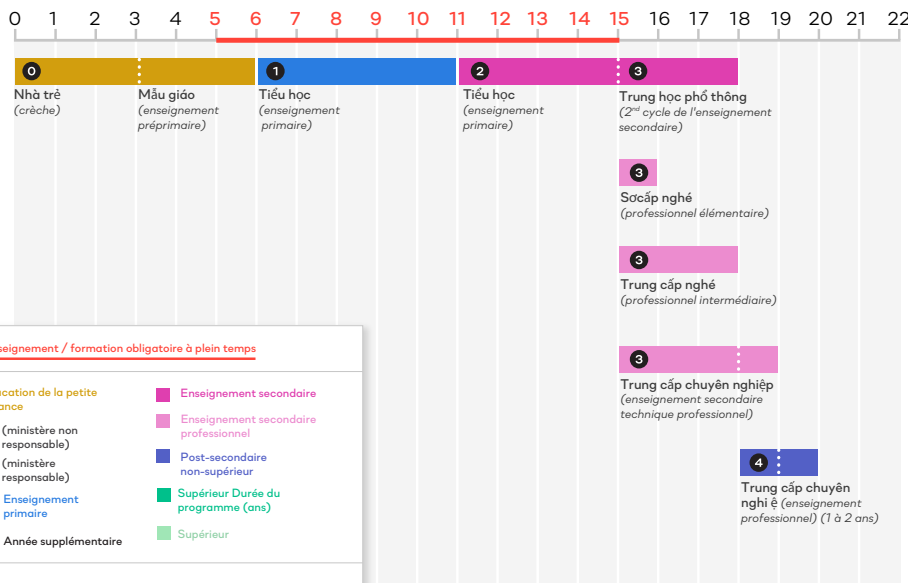 0 1 2 3 4 5 6 7 8 9 10 11 12 13 14 15 16 17 18 19 20 21 22
0 1 2 3
Nhà trẻ
(crèche)
Mẫu giáo
(enseignement
préprimaire)
Tiểu học
(enseignement
primaire)
Tiểu học
(enseignement
primaire)
Trung học phổ thông
(2nd cycle de l'enseignement
secondaire)
3
Sơcấp nghé
(professionnel élémentaire)
3
Trung cấp nghé
(professionnel intermédiaire)
3
Trung cấp chuyên nghiệp
(enseignement secondaire
technique professionnel)
4
Trung cấp chuyên
nghi ệ (enseignement
professionnel) (1 à 2 ans)
seignement / formation obligatoire à plein temps
cation de la petite
ance
(ministère non
responsable)
(ministère
responsable)
Enseignement
primaire
Année supplémentaire
Enseignement secondaire
Enseignement secondaire
professionnel
Post-secondaire
non-supérieur
Supérieur Durée du
programme (ans)
Supérieur